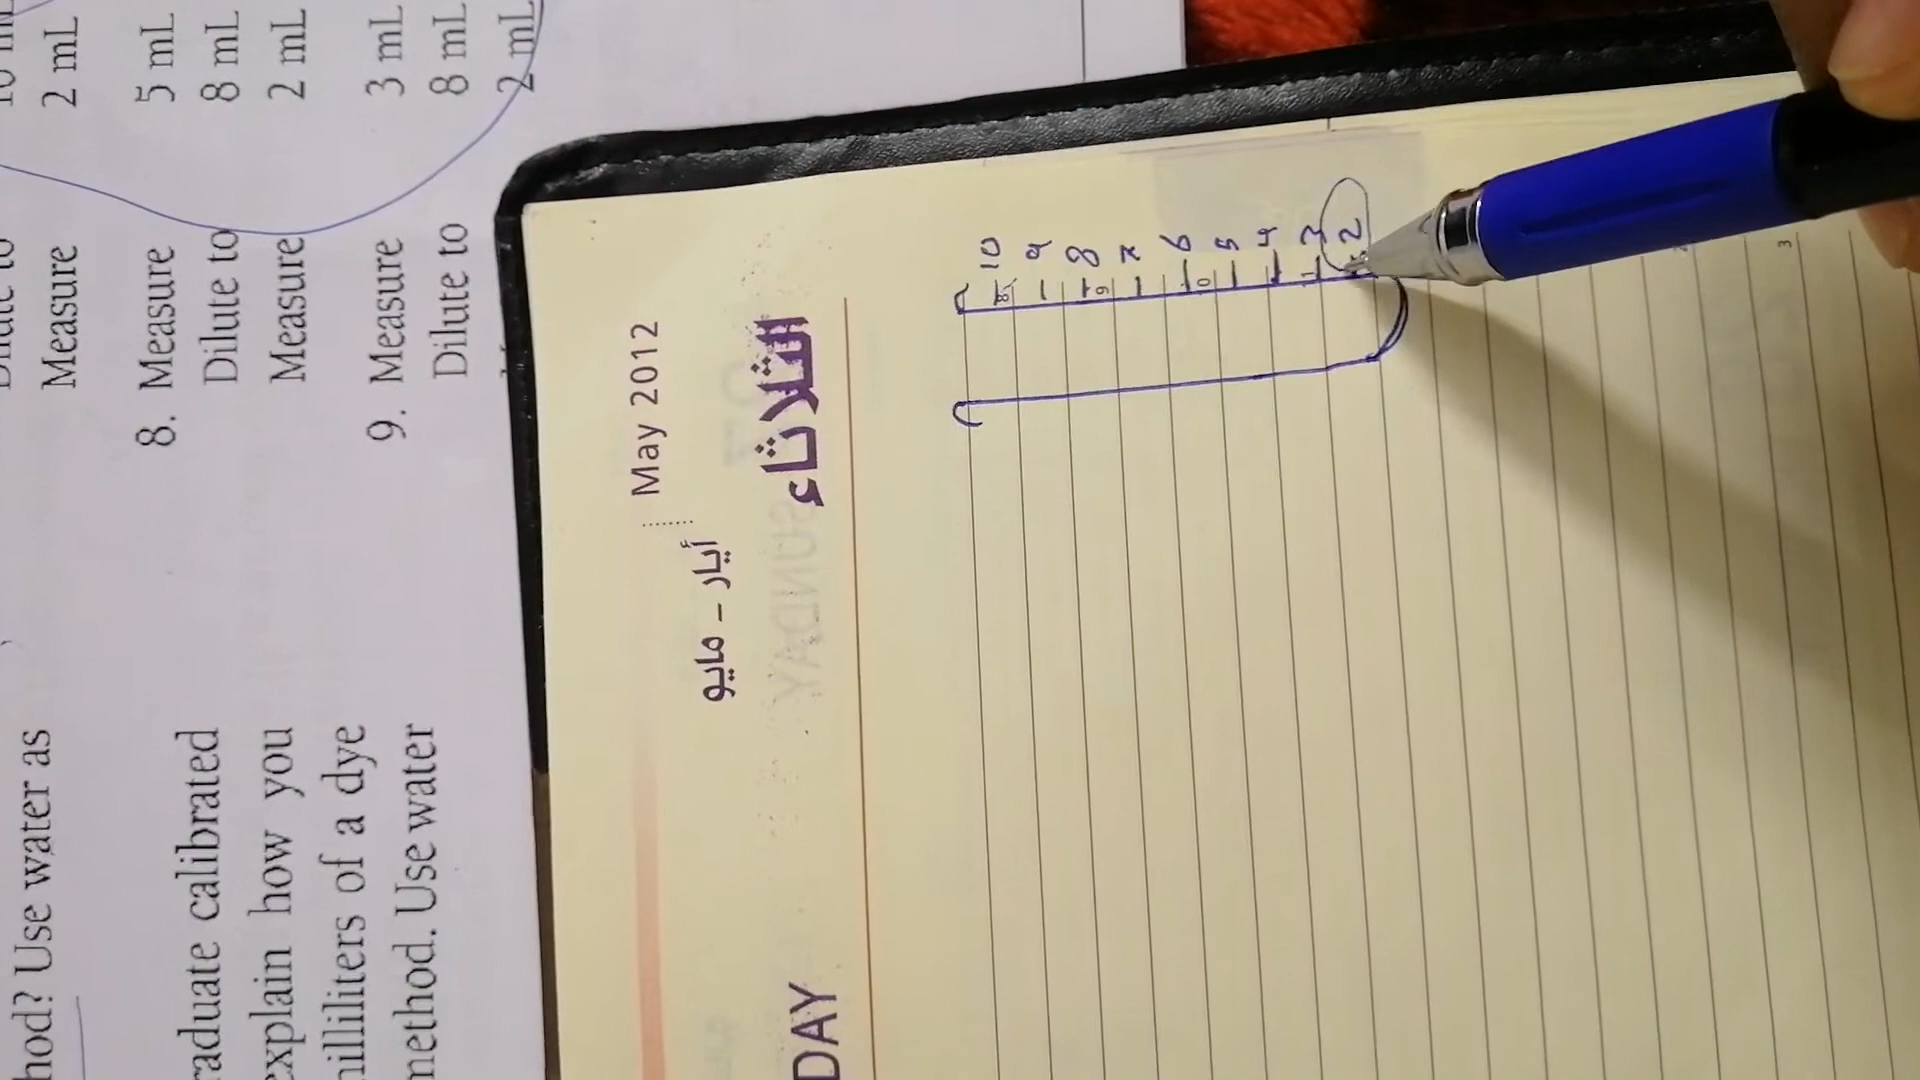 hod? Use water as
raduate calibrated
explain how you
milliliters of a dye
method. Use water
Measure 2 mL
8. Measure 5 mL
Dilute to 8 mL
Measure 2 mL
9. Measure 3 mL
Dilute to 8 mL
2 mL
May 2012
أيار - مايو
الثلاثاء
DAY
10
9
8
7
6
5
4
3
2